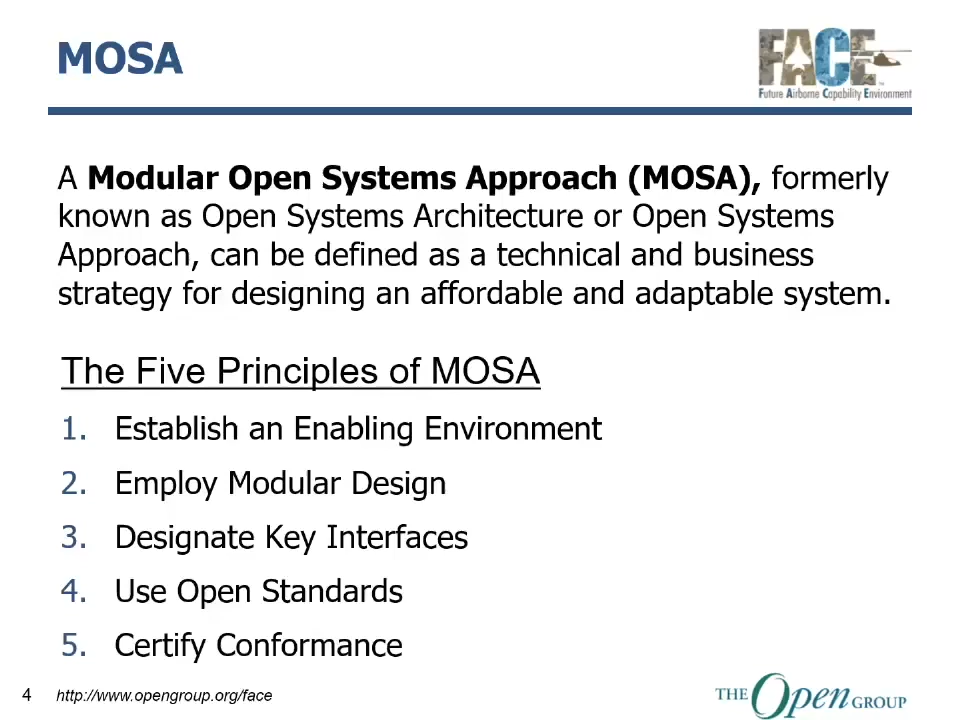 MOSA
FACE
Future Airborne Capability Environment
A Modular Open Systems Approach (MOSA), formerly
known as Open Systems Architecture or Open Systems
Approach, can be defined as a technical and business
strategy for designing an affordable and adaptable system.
The Five Principles of MOSA
1. Establish an Enabling Environment
2. Employ Modular Design
3. Designate Key Interfaces
4. Use Open Standards
5. Certify Conformance
4 http://www.opengroup.org/face
THE Open GROUP